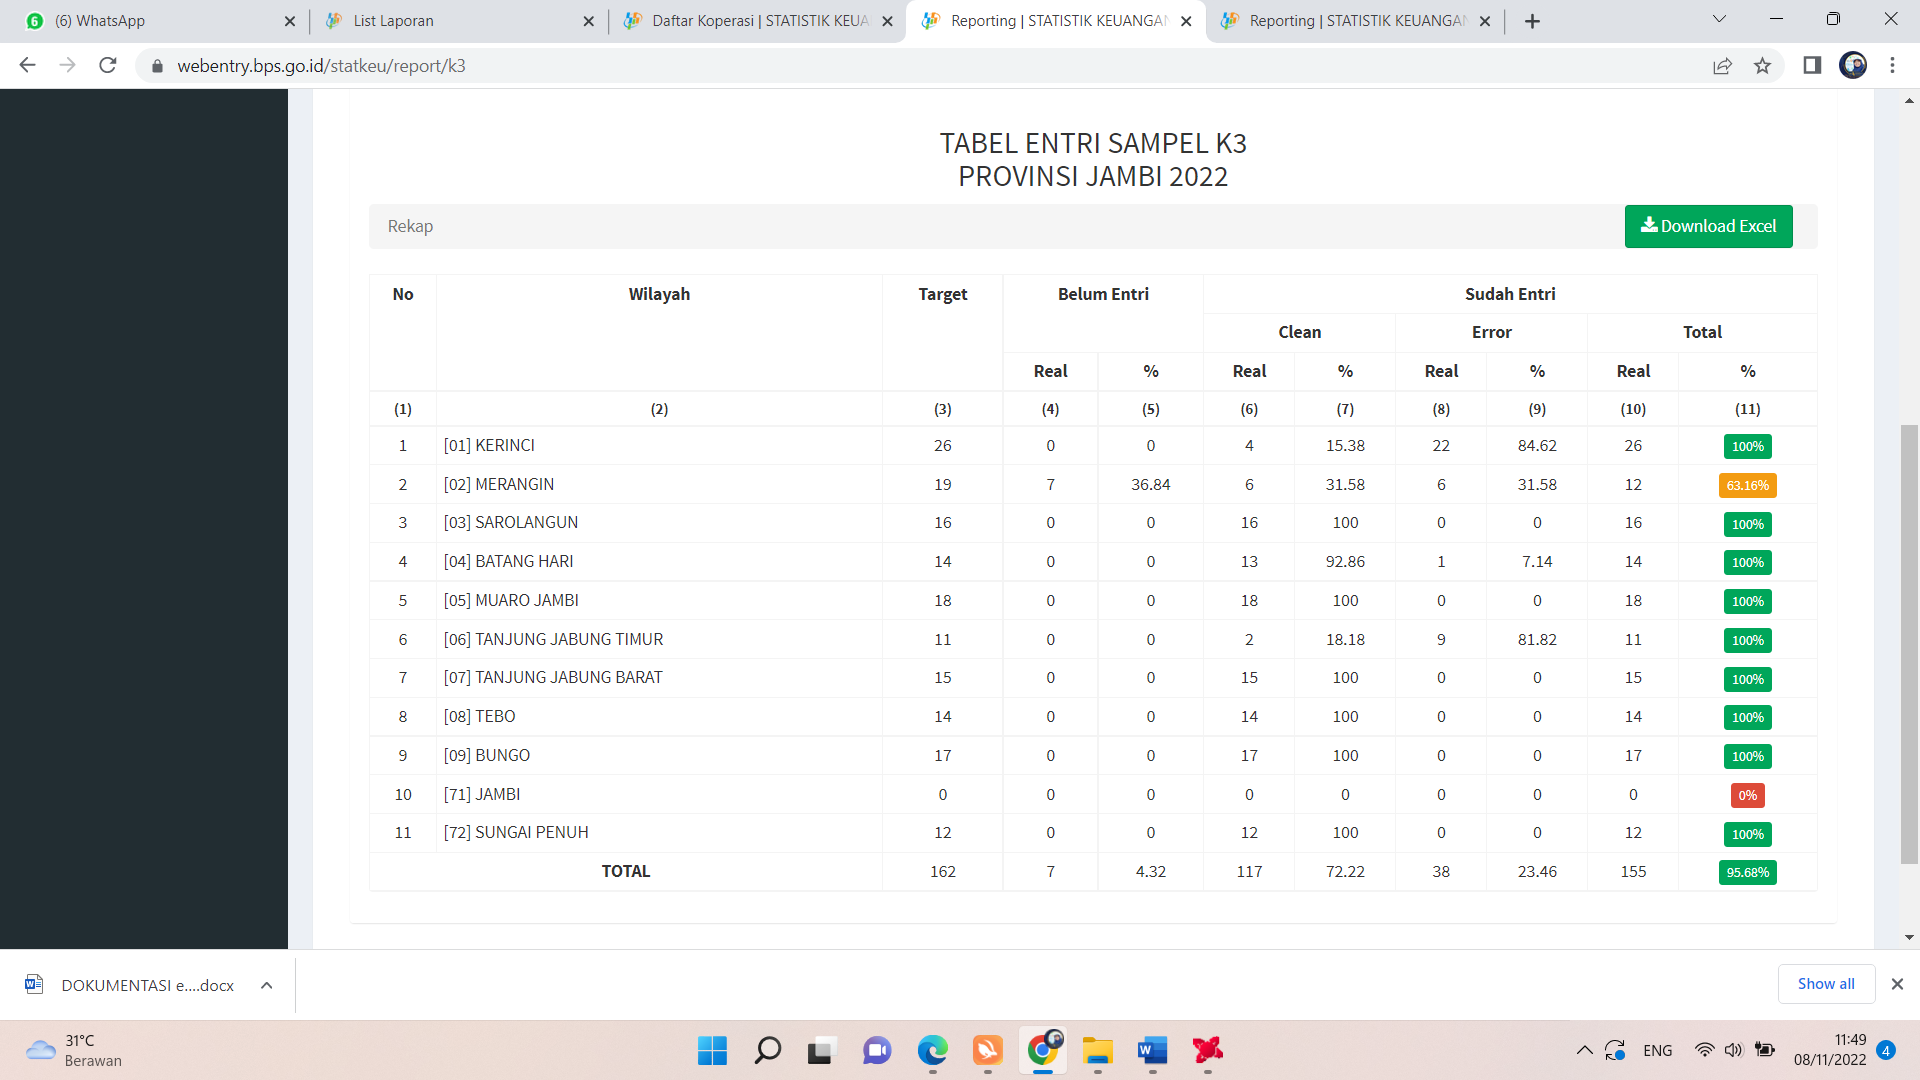 (6) WhatsApp
List Laporan
Daftar Koperasi | STATISTIK KEUA
Reporting | STATISTIK KEUANGAN
Reporting | STATISTIK KEUANGAN
webentry.bps.go.id/statkeu/report/k3
TABEL ENTRI SAMPEL K3
PROVINSI JAMBI 2022
Rekap
Download Excel
No Wilayah Target Belum Entri Sudah Entri
Clean Error Total
Real % Real % Real % Real %
(1) (2) (3) (4) (5) (6) (7) (8) (9) (10) (11)
1 [01] KERINCI 26 0 0 4 15.38 22 84.62 26 100%
2 [02] MERANGIN 19 7 36.84 6 31.58 6 31.58 12 63.16%
3 [03] SAROLANGUN 16 0 0 16 100 0 0 16 100%
4 [04] BATANG HARI 14 0 0 13 92.86 1 7.14 14 100%
5 [05] MUARO JAMBI 18 0 0 18 100 0 0 18 100%
6 [06] TANJUNG JABUNG TIMUR 11 0 0 2 18.18 9 81.82 11 100%
7 [07] TANJUNG JABUNG BARAT 15 0 0 15 100 0 0 15 100%
8 [08] TEBO 14 0 0 14 100 0 0 14 100%
9 [09] BUNGO 17 0 0 17 100 0 0 17 100%
10 [71] JAMBI 0 0 0 0 0 0 0 0 0%
11 [72] SUNGAI PENUH 12 0 0 12 100 0 0 12 100%
TOTAL 162 7 4.32 117 72.22 38 23.46 155 95.68%
DOKUMENTASI e....docx
Show all
31°C
Berawan
ENG
11:49
08/11/2022
4